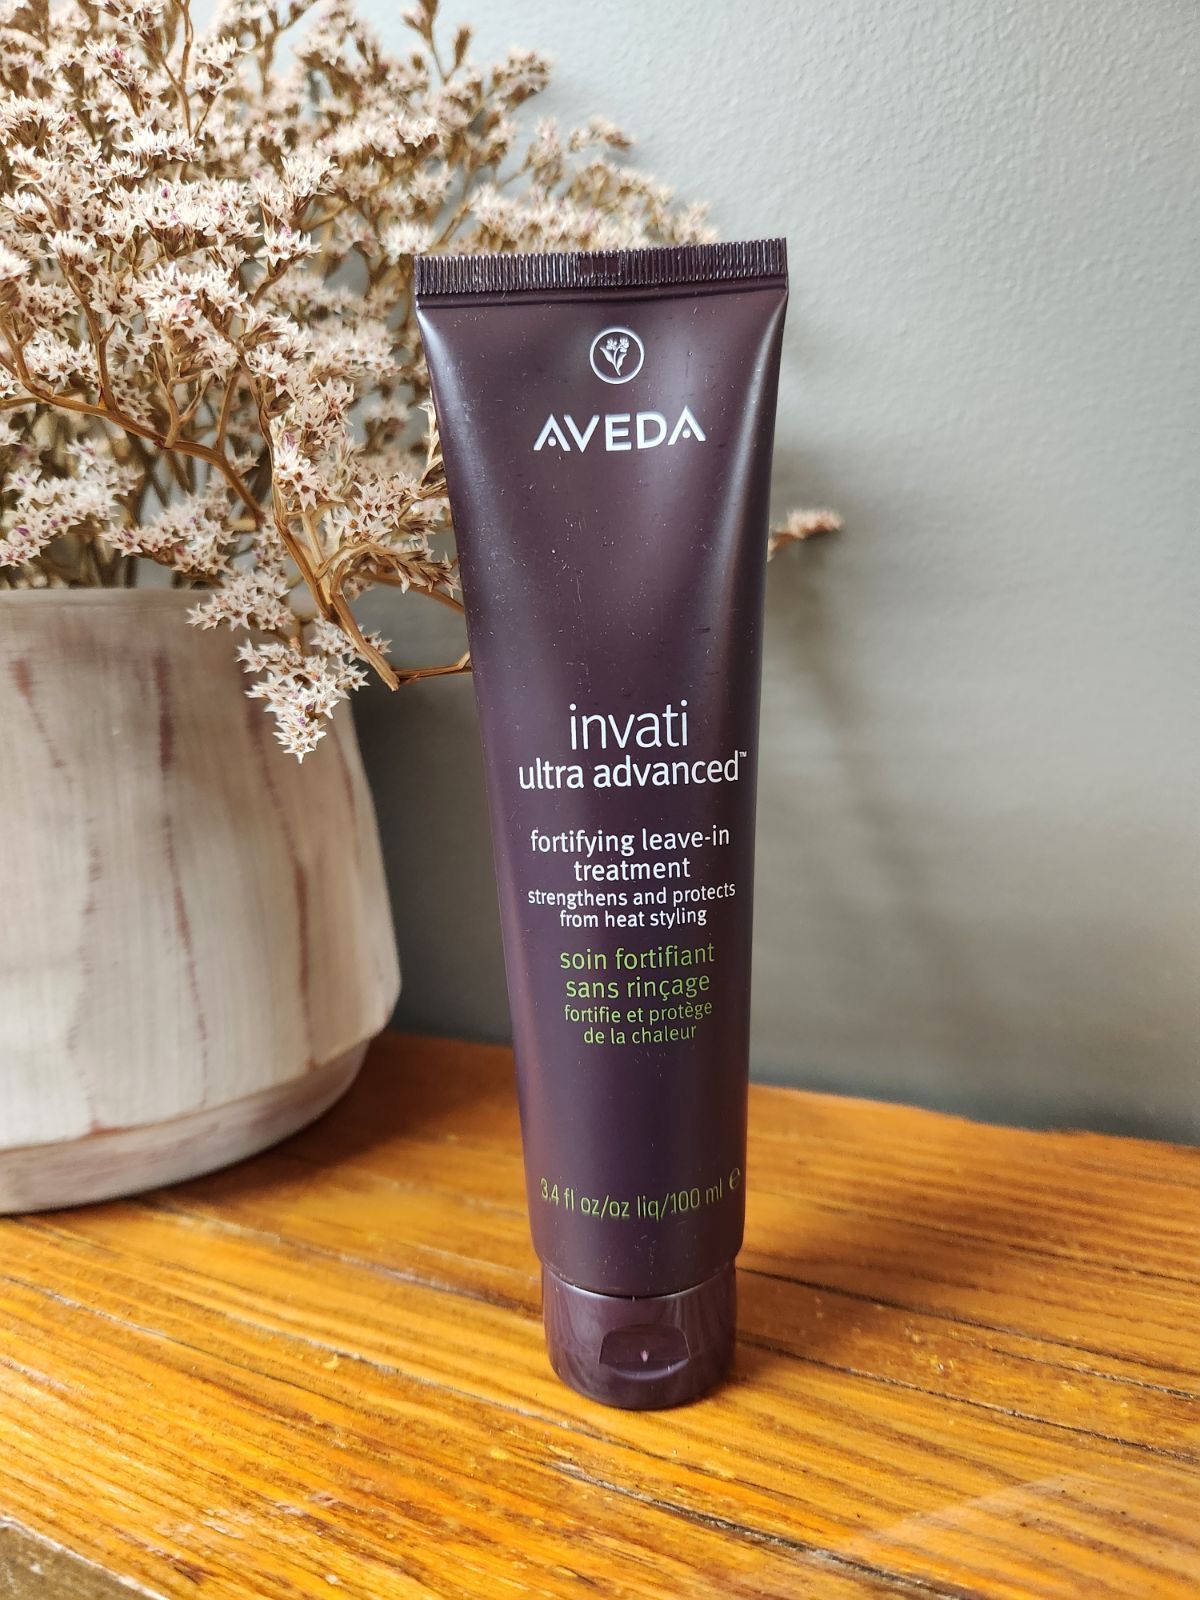 AVEDA
invati
ultra advanced™
fortifying leave-in
treatment
strengthens and protects
from heat styling
soin fortifiant
sans rinçage
fortifie et protège
de la chaleur
3.4 fl oz/oz liq/100 ml ℮